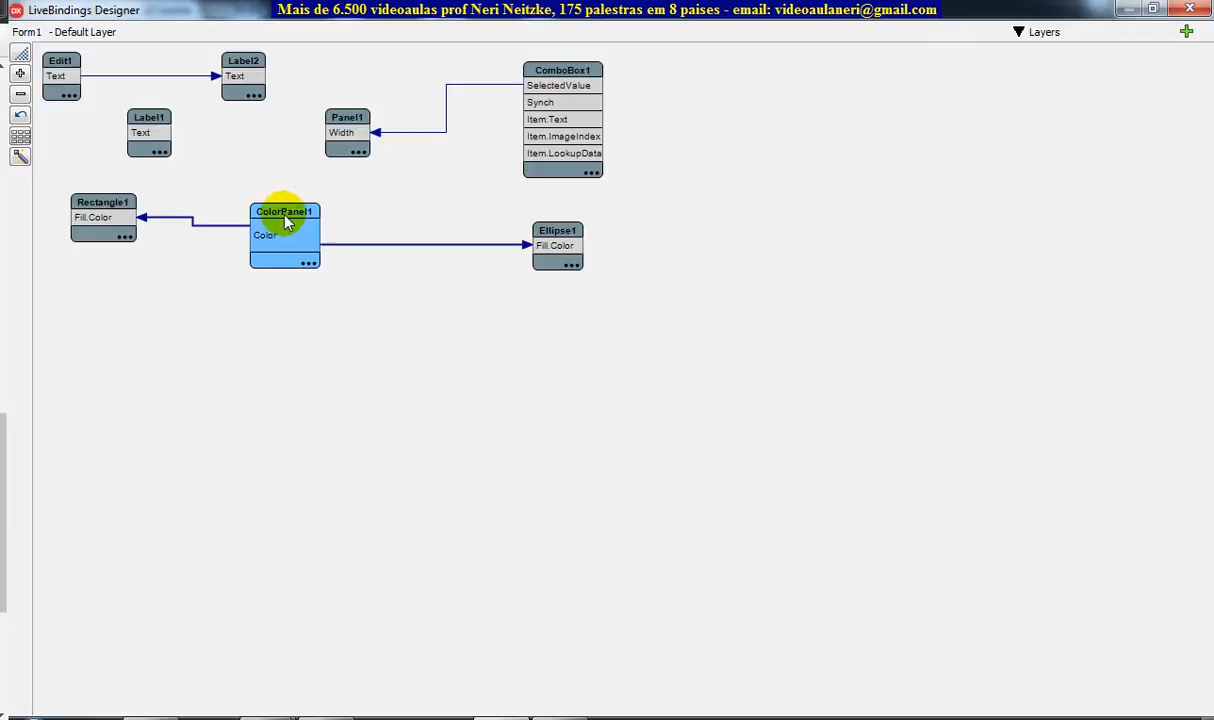 LiveBindings Designer
Mais de 6.500 videoaulas prof Neri Neitzke, 175 palestras em 8 paises - email: videoaulaneri@gmail.com
Form1 - Default Layer
Layers
Edit1
Text
Label2
Text
ComboBox1
SelectedValue
Synch
Item.Text
Item.ImageIndex
Item.LookupData
Label1
Text
Panel1
Width
Rectangle1
Fill.Color
ColorPanel1
Color
Ellipse1
Fill.Color